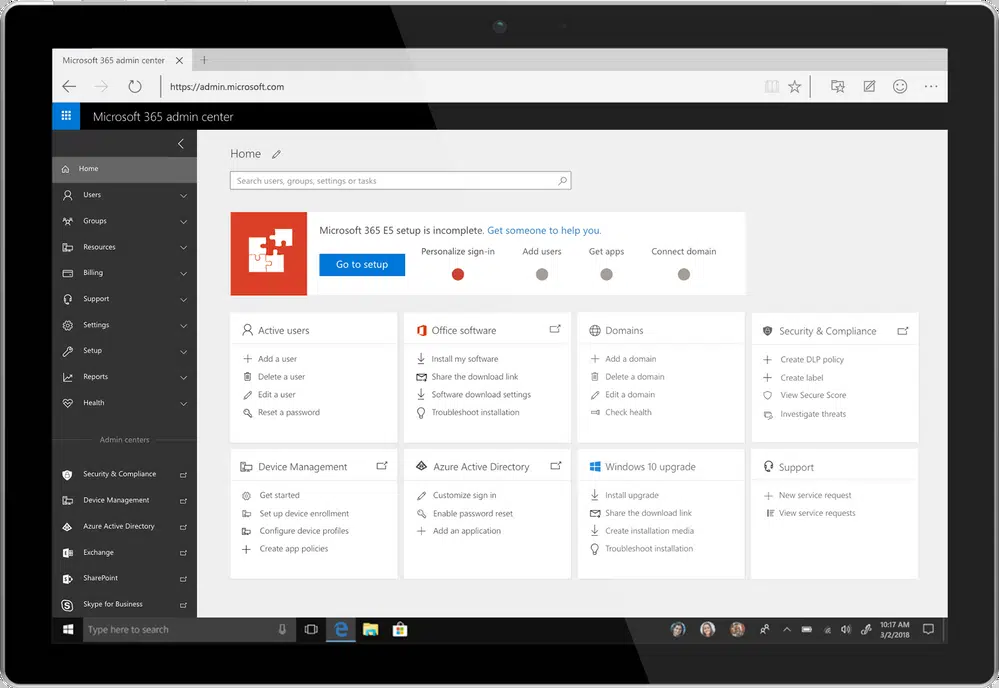 Microsoft 365 admin center
https://admin.microsoft.com
Microsoft 365 admin center
Home
Users
Groups
Resources
Billing
Support
Settings
Setup
Reports
Health
Admin centers
Security & Compliance
Device Management
Azure Active Directory
Exchange
SharePoint
Skype for Business
Home
Search users, groups, settings or tasks
Microsoft 365 E5 setup is incomplete. Get someone to help you.
Go to setup
Personalize sign-in
Add users
Get apps
Connect domain
Active users
Add a user
Delete a user
Edit a user
Reset a password
Office software
Install my software
Share the download link
Software download settings
Troubleshoot installation
Domains
Add a domain
Delete a domain
Edit a domain
Check health
Security & Compliance
Create DLP policy
Create label
View Secure Score
Investigate threats
Device Management
Get started
Set up device enrollment
Configure device profiles
Create app policies
Azure Active Directory
Customize sign in
Enable password reset
Add an application
Windows 10 upgrade
Install upgrade
Share the download link
Create installation media
Troubleshoot installation
Support
New service request
View service requests
Type here to search
10:17 AM
3/2/2018